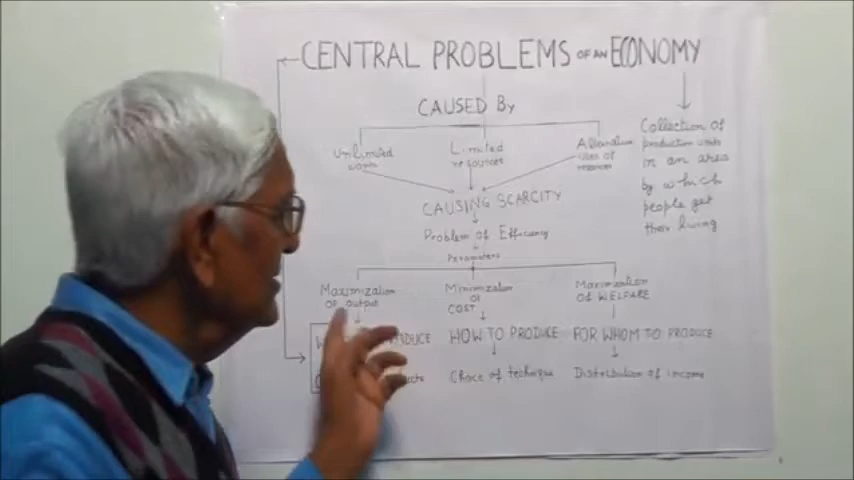 CENTRAL PROBLEMS OF AN ECONOMY
CAUSED By
Unlimited
wants
Limited
resources
uses of
Collection of
production units
in an area
by which
people get
their living
CAUSING SCARCITY
Problem of Efficiency
Parameters
Maximization
OF output
Minimization
OF
COST
Maximization
OF WELFARE
HOW TO PRODUCE
FOR WHOM TO PRODUCE
Choice of technique
Distribution of income